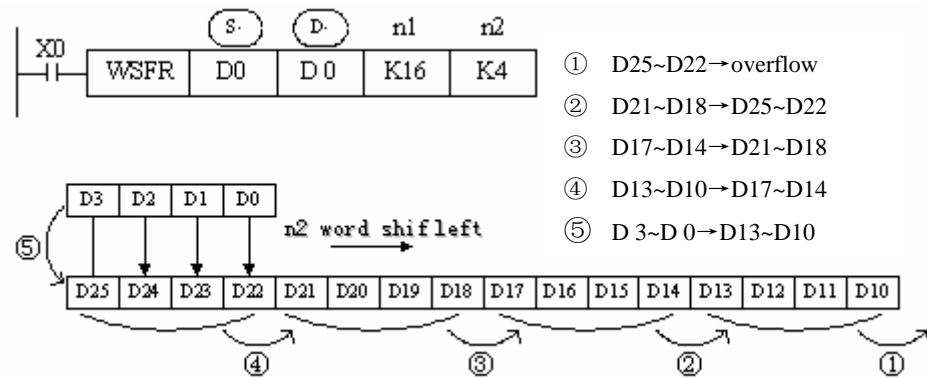 S· D· n1 n2
X0
WSFR D0 D 0 K16 K4
① D25~D22→overflow
② D21~D18→D25~D22
③ D17~D14→D21~D18
④ D13~D10→D17~D14
⑤ D 3~D 0→D13~D10
D3 D2 D1 D0
n2 word shif left
⑤
D25 D24 D23 D22 D21 D20 D19 D18 D17 D16 D15 D14 D13 D12 D11 D10
④ ③ ② ①